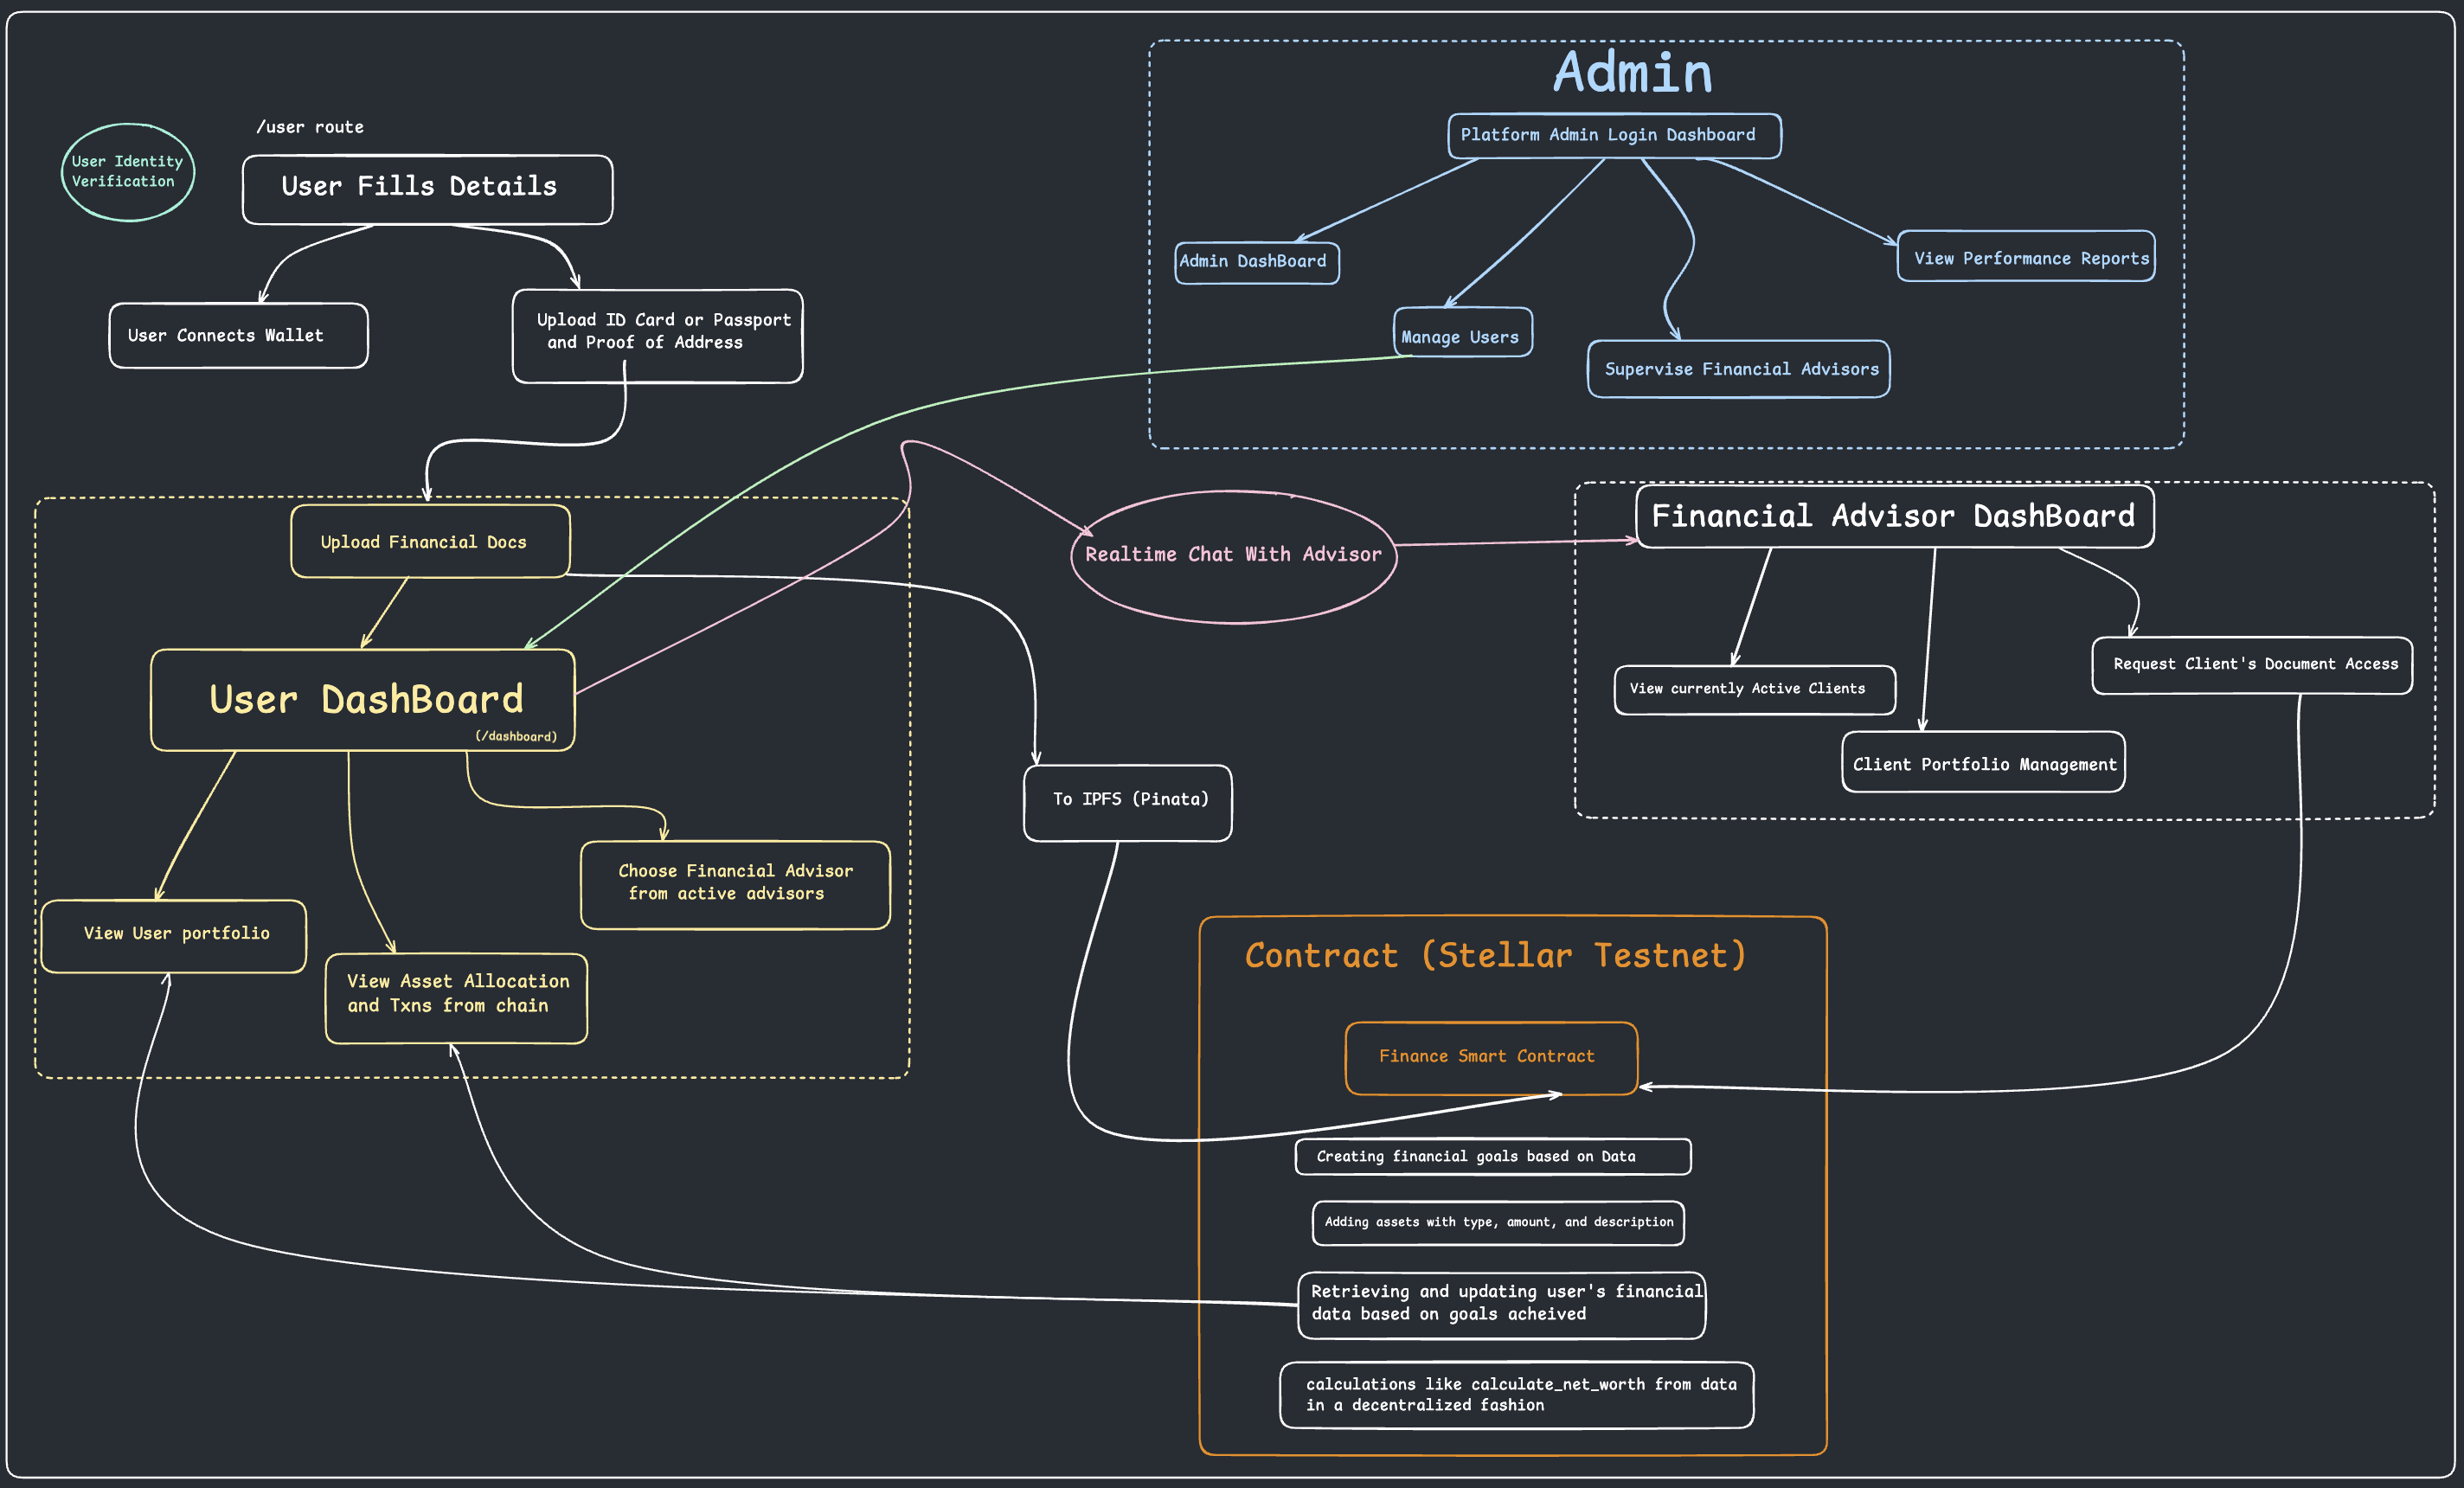 Admin
Platform Admin Login Dashboard
Admin DashBoard
Manage Users
Supervise Financial Advisors
View Performance Reports
User Identity
Verification
/user route
User Fills Details
User Connects Wallet
Upload ID Card or Passport
and Proof of Address
Upload Financial Docs
User DashBoard
(/dashboard)
View User portfolio
View Asset Allocation
and Txns from chain
Choose Financial Advisor
from active advisors
Realtime Chat With Advisor
Financial Advisor DashBoard
View currently Active Clients
Client Portfolio Management
Request Client's Document Access
To IPFS (Pinata)
Contract (Stellar Testnet)
Finance Smart Contract
Creating financial goals based on Data
Adding assets with type, amount, and description
Retrieving and updating user's financial
data based on goals acheived
calculations like calculate_net_worth from data
in a decentralized fashion